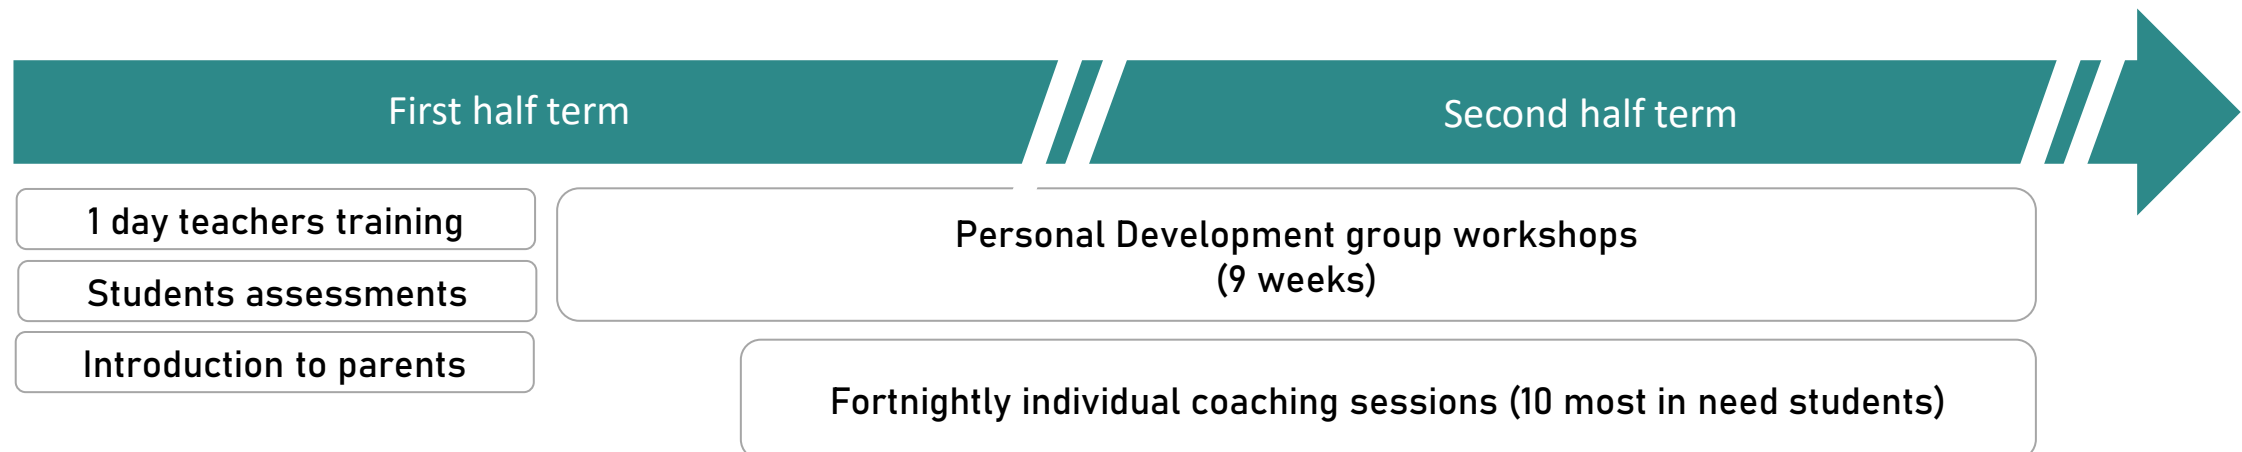 First half term
Second half term
1 day teachers training
Students assessments
Introduction to parents
Personal Development group workshops
(9 weeks)
Fortnightly individual coaching sessions (10 most in need students)